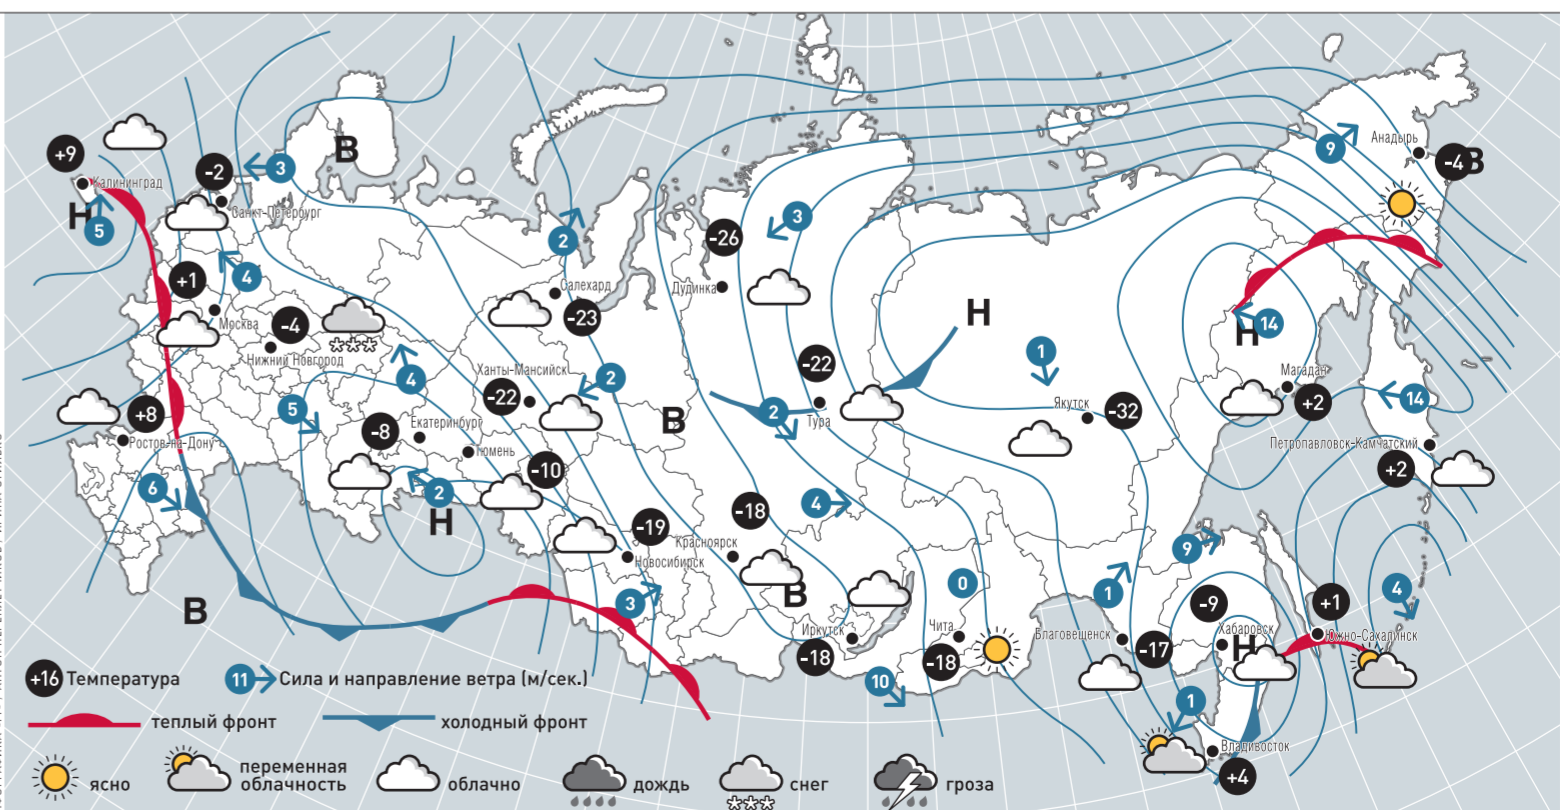 +9
Калининград
Н
5
-2
3
В
Санкт-Петербург
+1
4
Москва
-4
Нижний Новгород
+8
Ростов-на-Дону
6
5
4
-8
Екатеринбург
Тюмень
-10
2
Н
В
2
Салехард
-23
Ханты-Мансийск
-22
2
-26
Дудинка
3
В
-22
Тура
2
Н
1
Якутск
-32
9
Анадырь
-4
В
14
Н
Магадан
+2
14
Петропавловск-Камчатский
+2
-19
Новосибирск
3
-18
Красноярск
В
4
Иркутск
-18
0
Чита
-18
10
Благовещенск
-17
1
9
-9
Хабаровск
Н
+1
Южно-Сахалинск
4
1
Владивосток
+4
+16 Температура
11 Сила и направление ветра (м/сек.)
теплый фронт
холодный фронт
ясно
переменная
облачность
облачно
дождь
снег
гроза